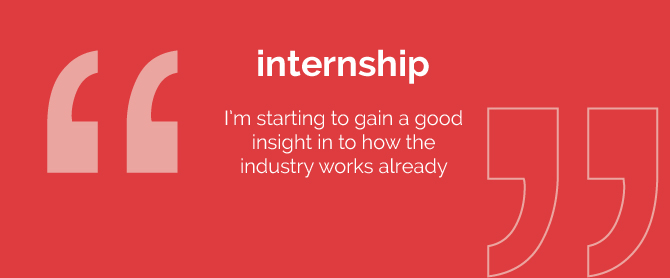 internship
I'm starting to gain a good
insight in to how the
industry works already